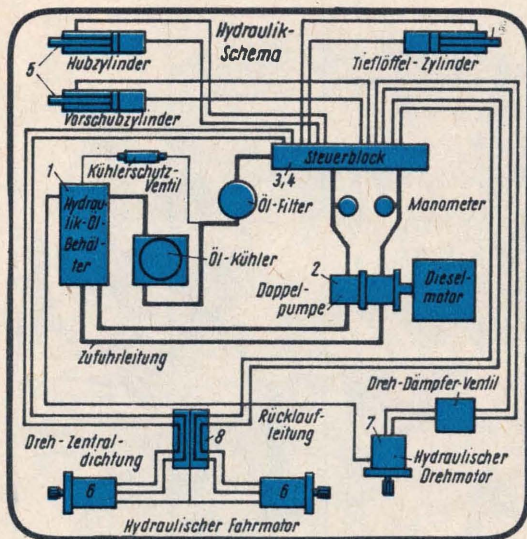 Hydraulik-
Schema
5
Hubzylinder
Tieflöffel-Zylinder
Vorschubzylinder
Steuerblock
3,4
Kühlerschutz-
Ventil
1
Hydrau-
lik-Öl-
Behäl-
ter
Öl-Filter
Manometer
Öl-Kühler
2
Doppel-
pumpe
Diesel-
motor
Zufuhrleitung
Dreh-Dämpfer-Ventil
Dreh-Zentral-
dichtung
8
Rücklauf-
leitung
7
Hydraulischer
Drehmotor
6
6
Hydraulischer Fahrmotor